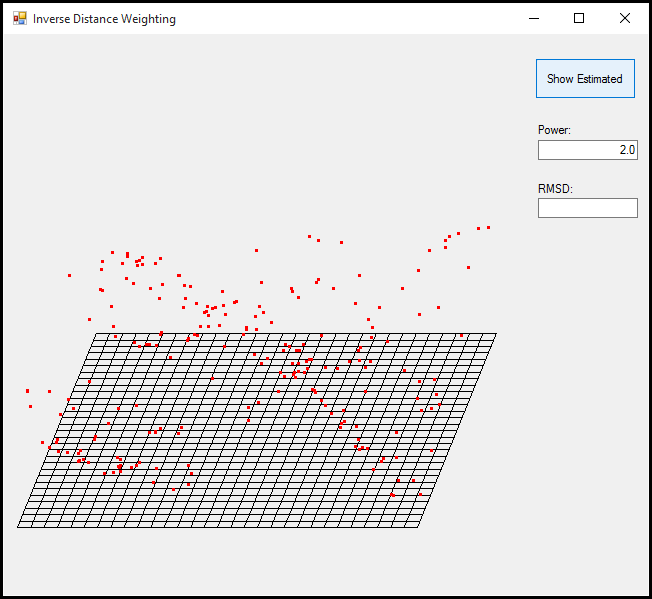 Inverse Distance Weighting
Show Estimated
Power:
2.0
RMSD: